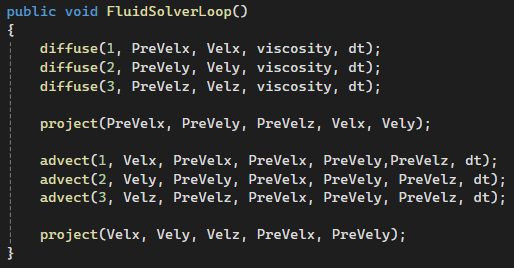 public void FluidSolverLoop()
{
diffuse(1, PreVelx, Velx, viscosity, dt);
diffuse(2, PreVely, Vely, viscosity, dt);
diffuse(3, PreVelz, Velz, viscosity, dt);
project(PreVelx, PreVely, PreVelz, Velx, Vely);
advect(1, Velx, PreVelx, PreVelx, PreVely,PreVelz, dt);
advect(2, Vely, PreVely, PreVelx, PreVely, PreVelz, dt);
advect(3, Velz, PreVelz, PreVelx, PreVely, PreVelz, dt);
project(Velx, Vely, Velz, PreVelx, PreVely);
}